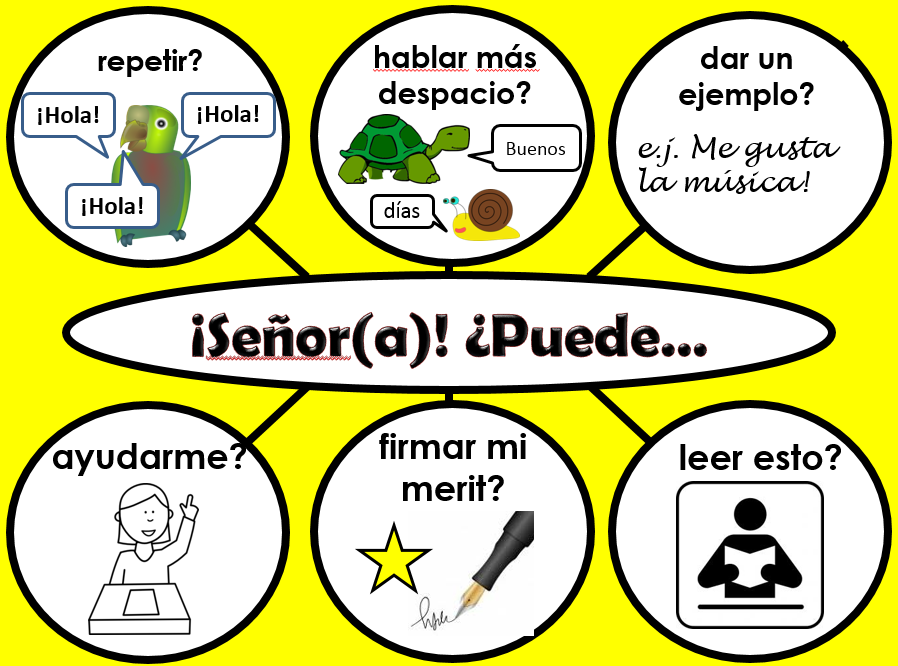 repetir?
¡Hola!
¡Hola!
¡Hola!
hablar más
despacio?
Buenos
días
dar un
ejemplo?
e.j. Me gusta
la música!
¡Señor(a)! ¿Puede...
ayudarme?
firmar mi
merit?
leer esto?